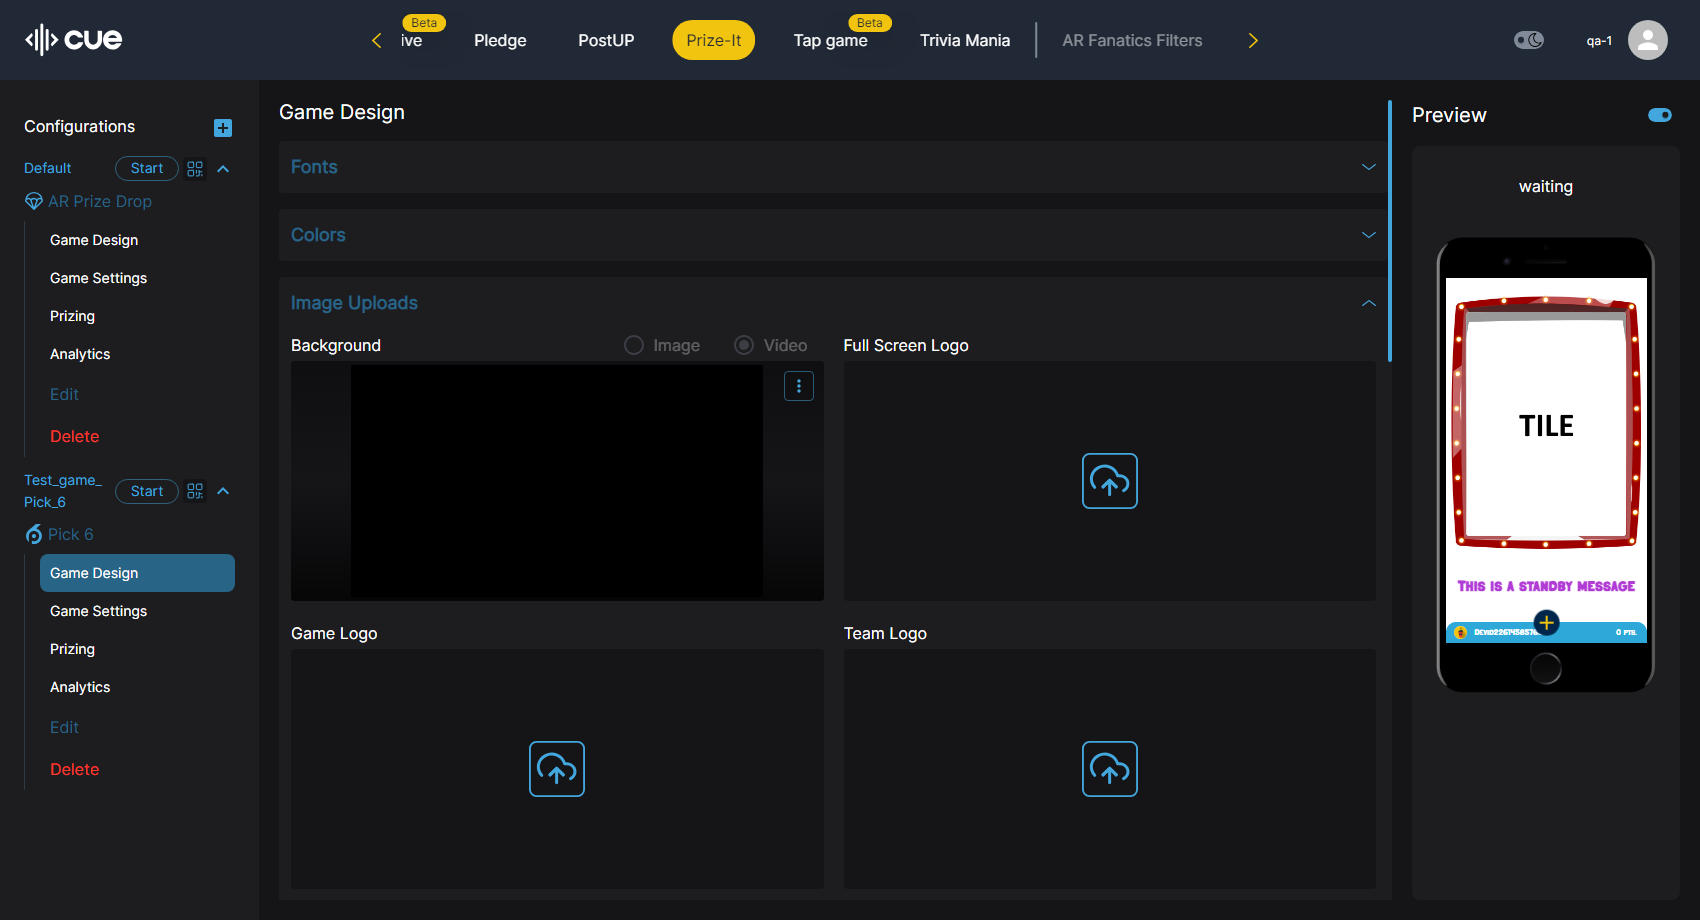 cue
Beta
ive
Pledge
PostUP
Prize-It
Beta
Tap game
Trivia Mania
AR Fanatics Filters
qa-1
Configurations
Default
Start
AR Prize Drop
Game Design
Game Settings
Prizing
Analytics
Edit
Delete
Test_game_
Pick_6
Start
Pick 6
Game Design
Game Settings
Prizing
Analytics
Edit
Delete
Game Design
Fonts
Colors
Image Uploads
Background
Image
Video
Full Screen Logo
Game Logo
Team Logo
Preview
waiting
TILE
THIS IS A STANDBY MESSAGE
0 PTS.